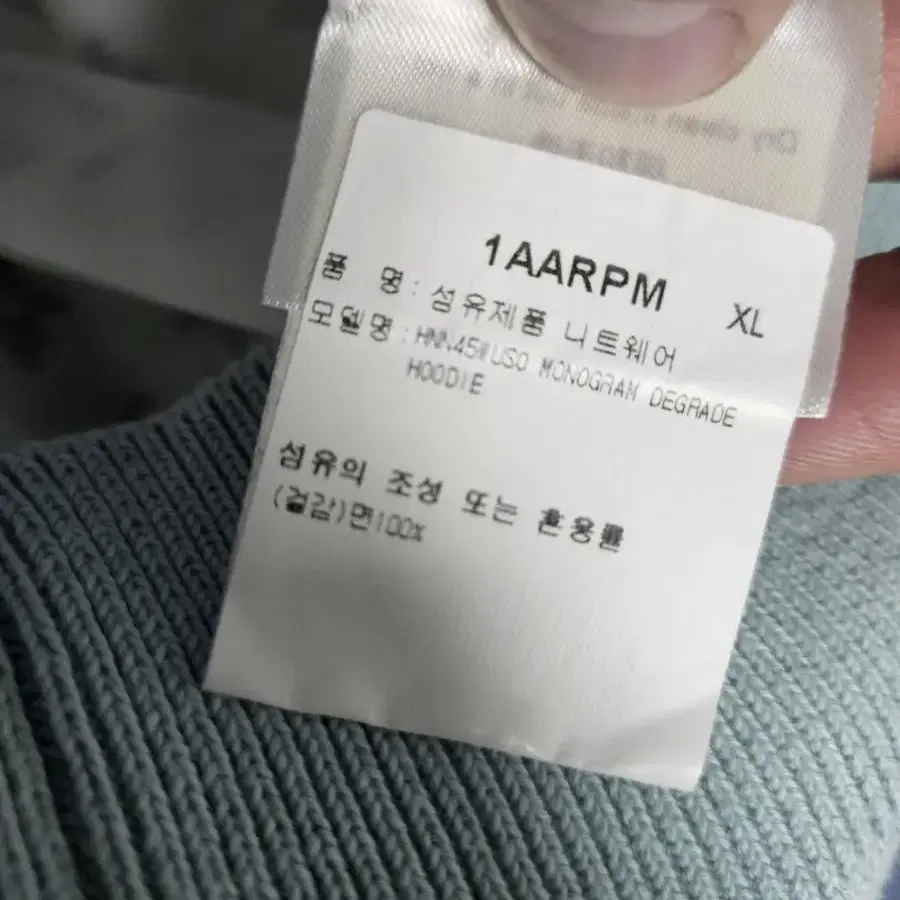 1AARPM
XL
품 명 : 섬유제품 니트웨어
모델명 : HNN45WUSO MONOGRAM DEGRADE
HOODIE
섬유의 조성 또는 혼용률
(겉감)면100%